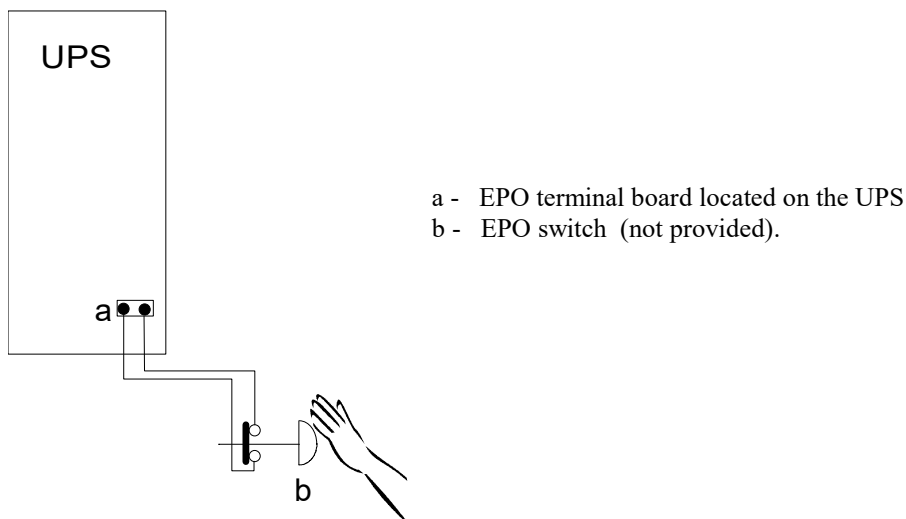 UPS
a - EPO terminal board located on the UPS
b - EPO switch (not provided).
a
b